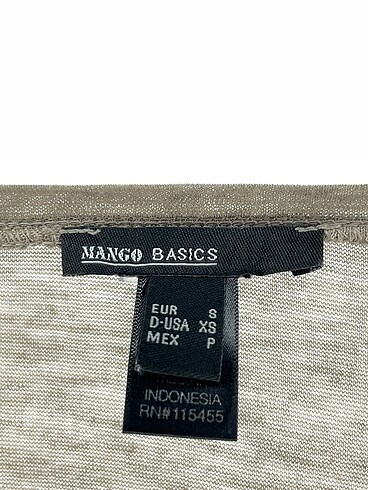 MANGO BASICS
EUR S
D-USA XS
MEX P
INDONESIA
RN#115455